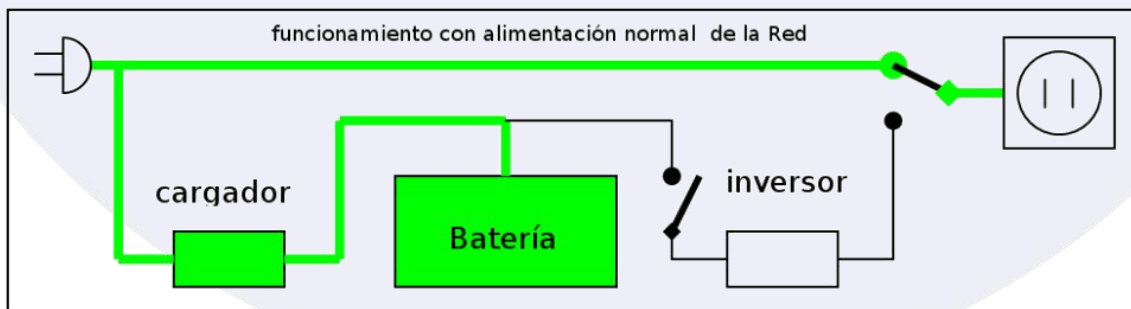 funcionamiento con alimentación normal de la Red
cargador
inversor
Batería